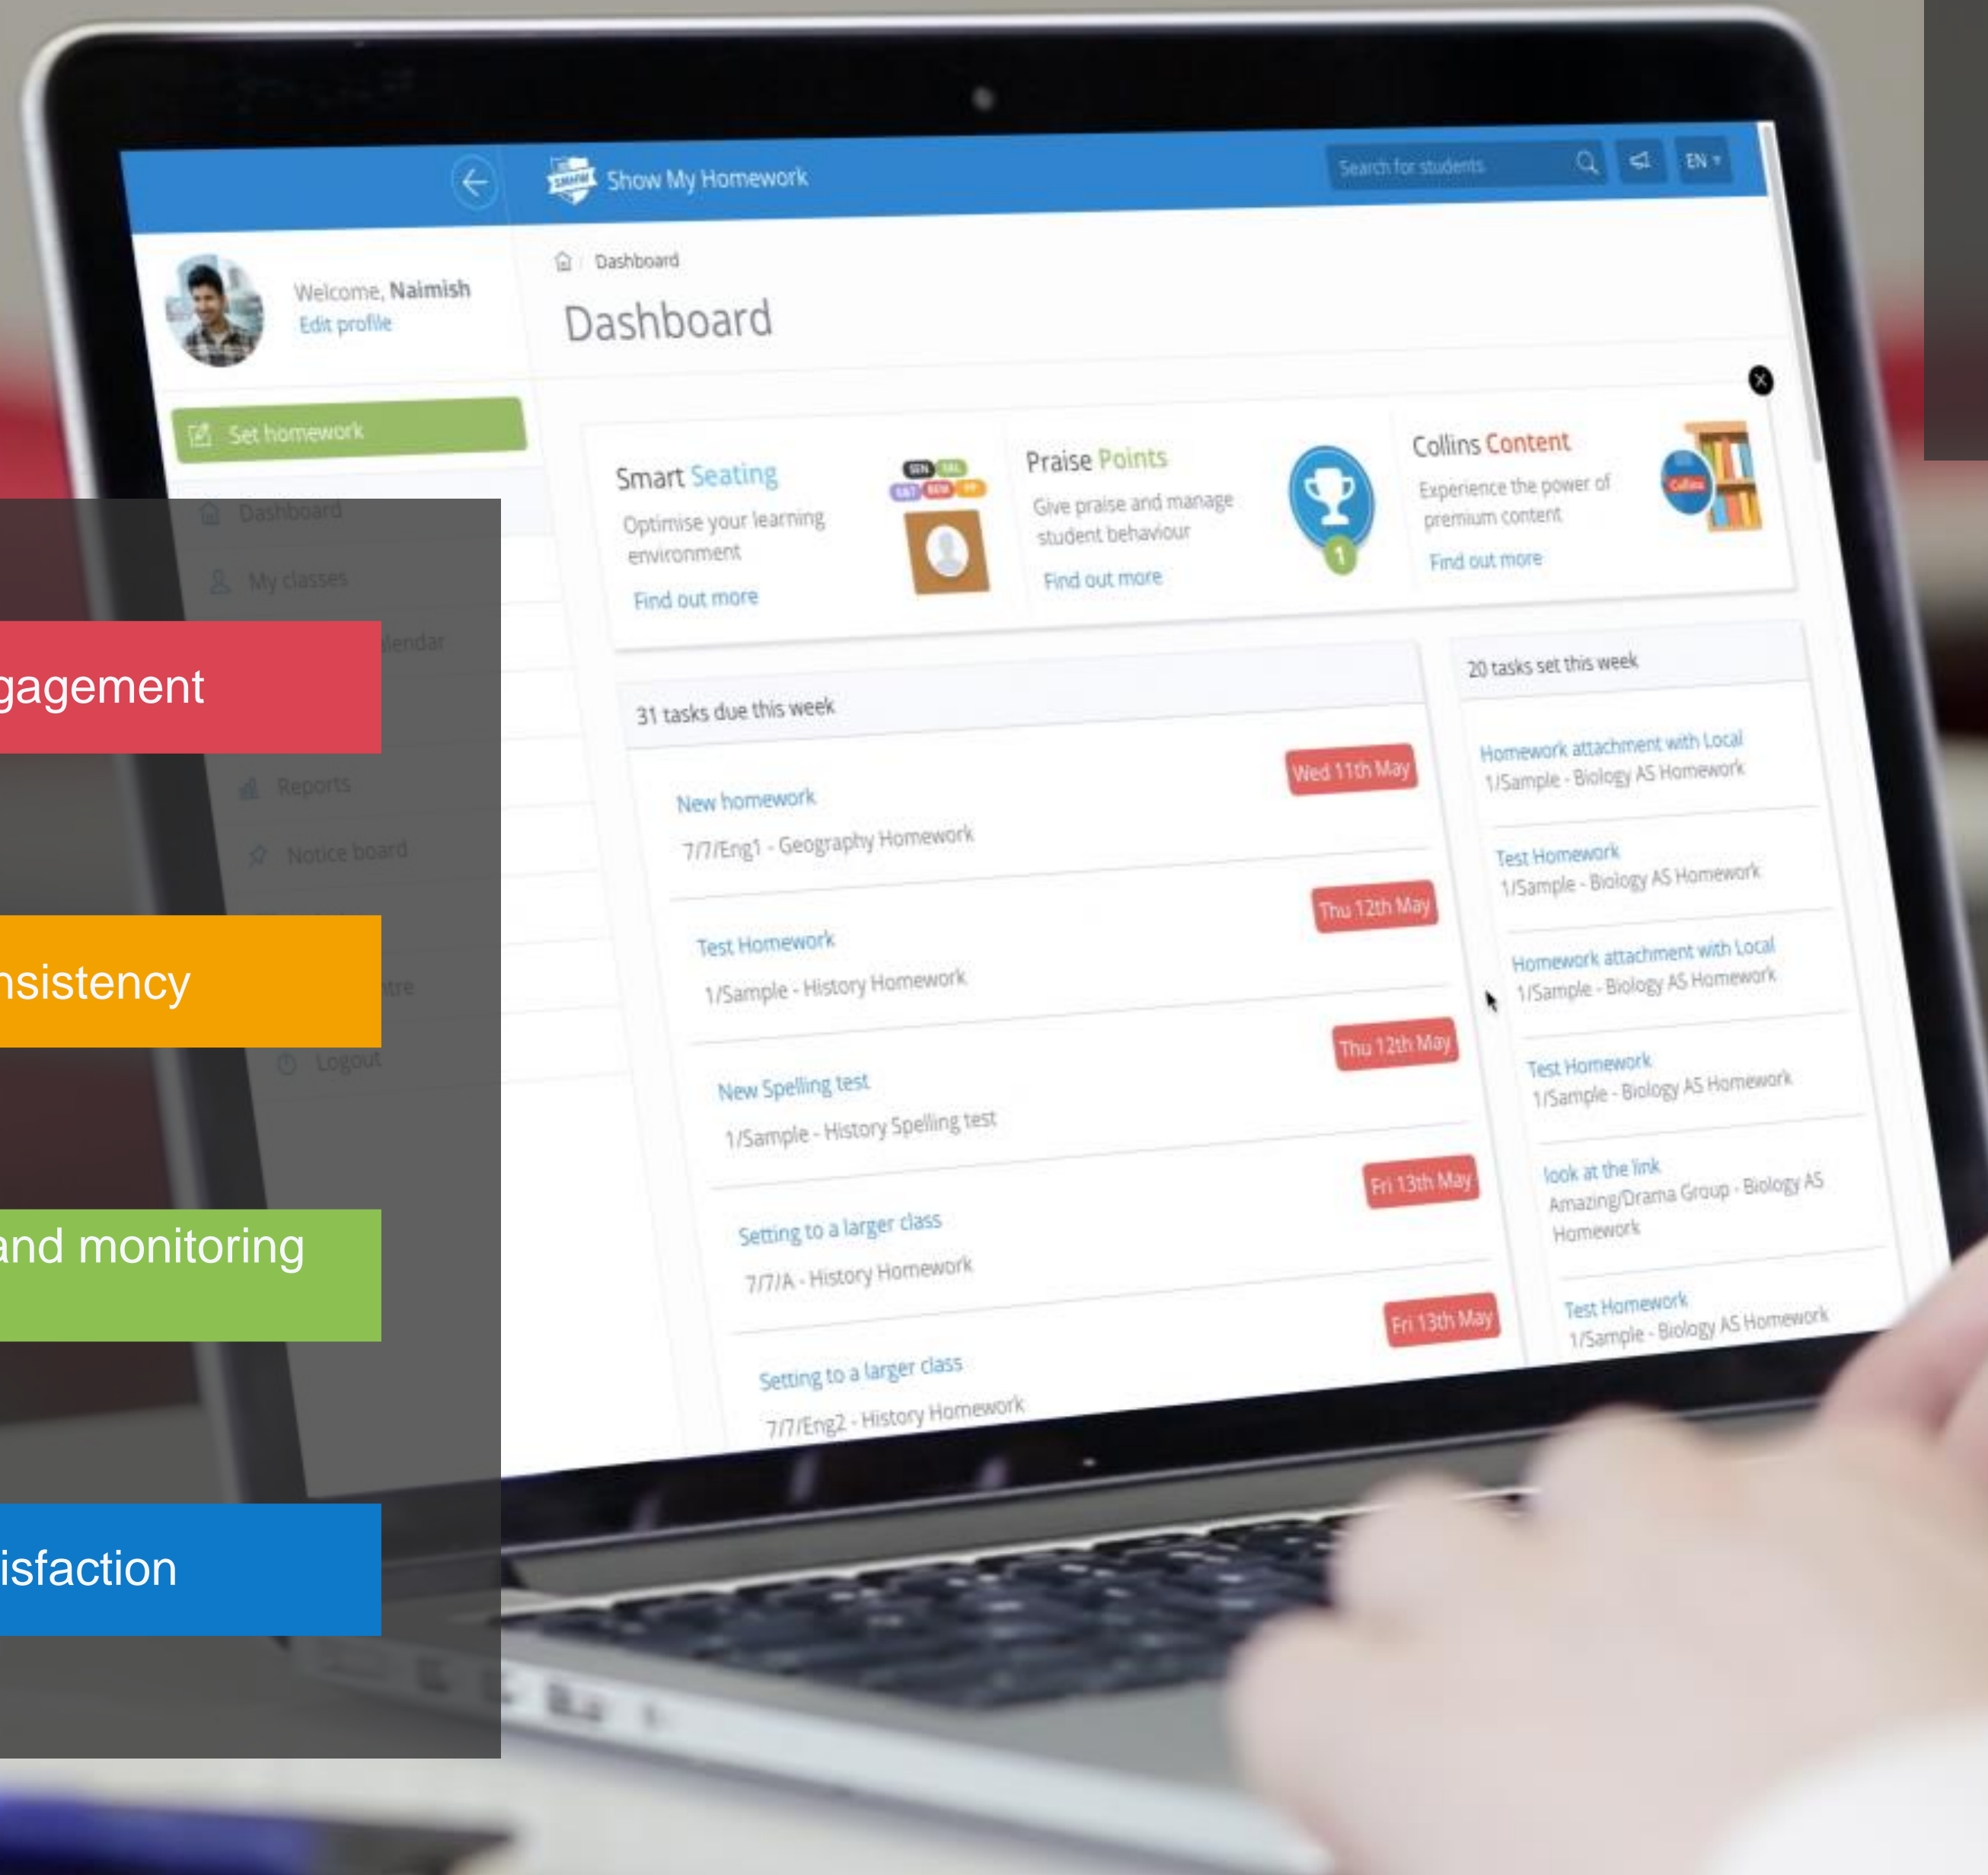 Show My Homework
Search for students
EN
SMHW
Welcome, Naimish
Edit profile
Dashboard
Dashboard
Set homework
Dashboard
My classes
Reports
Notice board
Logout
Smart Seating
Optimise your learning
environment
Find out more
SEN
Praise Points
Give praise and manage
student behaviour
Find out more
1
Collins Content
Experience the power of
premium content
Find out more
Collins
31 tasks due this week
New homework
Wed 11th May
7/7/Eng1 - Geography Homework
Test Homework
Thu 12th May
1/Sample - History Homework
New Spelling test
Thu 12th May
1/Sample - History Spelling test
Setting to a larger class
Fri 13th May
7/7/A - History Homework
Setting to a larger class
Fri 13th May
7/7/Eng2 - History Homework
20 tasks set this week
Homework attachment with Local
1/Sample - Biology AS Homework
Test Homework
1/Sample - Biology AS Homework
Homework attachment with Local
1/Sample - Biology AS Homework
Test Homework
1/Sample - Biology AS Homework
look at the link
Amazing/Drama Group - Biology AS
Homework
Test Homework
1/Sample - Biology AS Homework
gagement
nsistency
and monitoring
isfaction